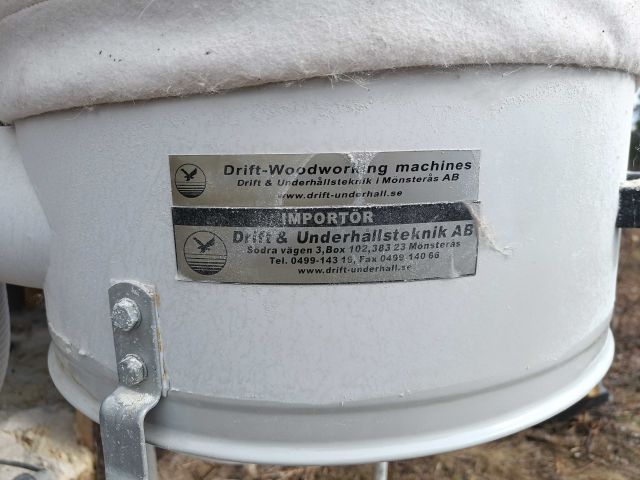 Drift-Woodworking machines
Drift & Underhållsteknik i Mönsterås AB
www.drift-underhall.se
IMPORTÖR
Drift & Underhållsteknik AB
Södra vägen 3, Box 102, 383 23 Mönsterås
Tel. 0499-143 15, Fax 0499-140 66
www.drift-underhall.se